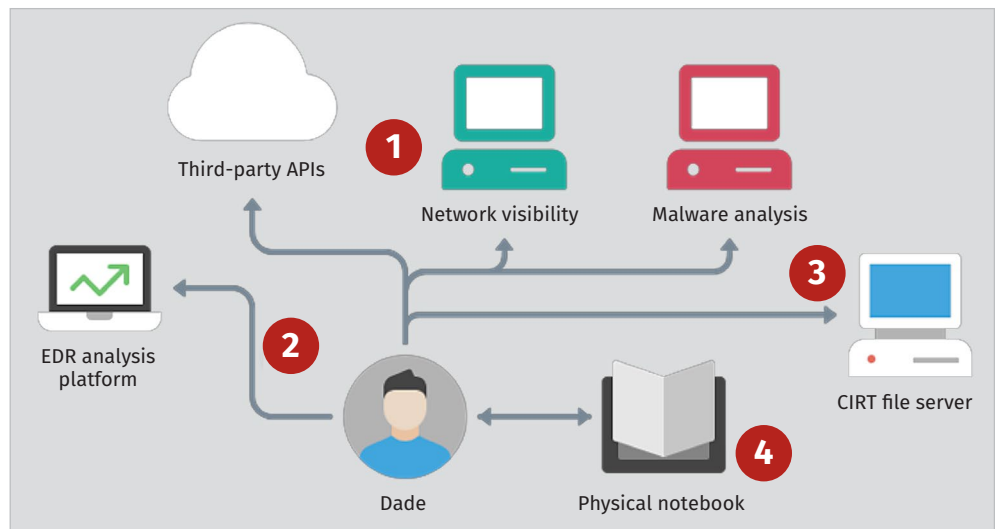 Third-party APIs
1
Network visibility
Malware analysis
3
EDR analysis
platform
2
CIRT file server
4
Dade
Physical notebook